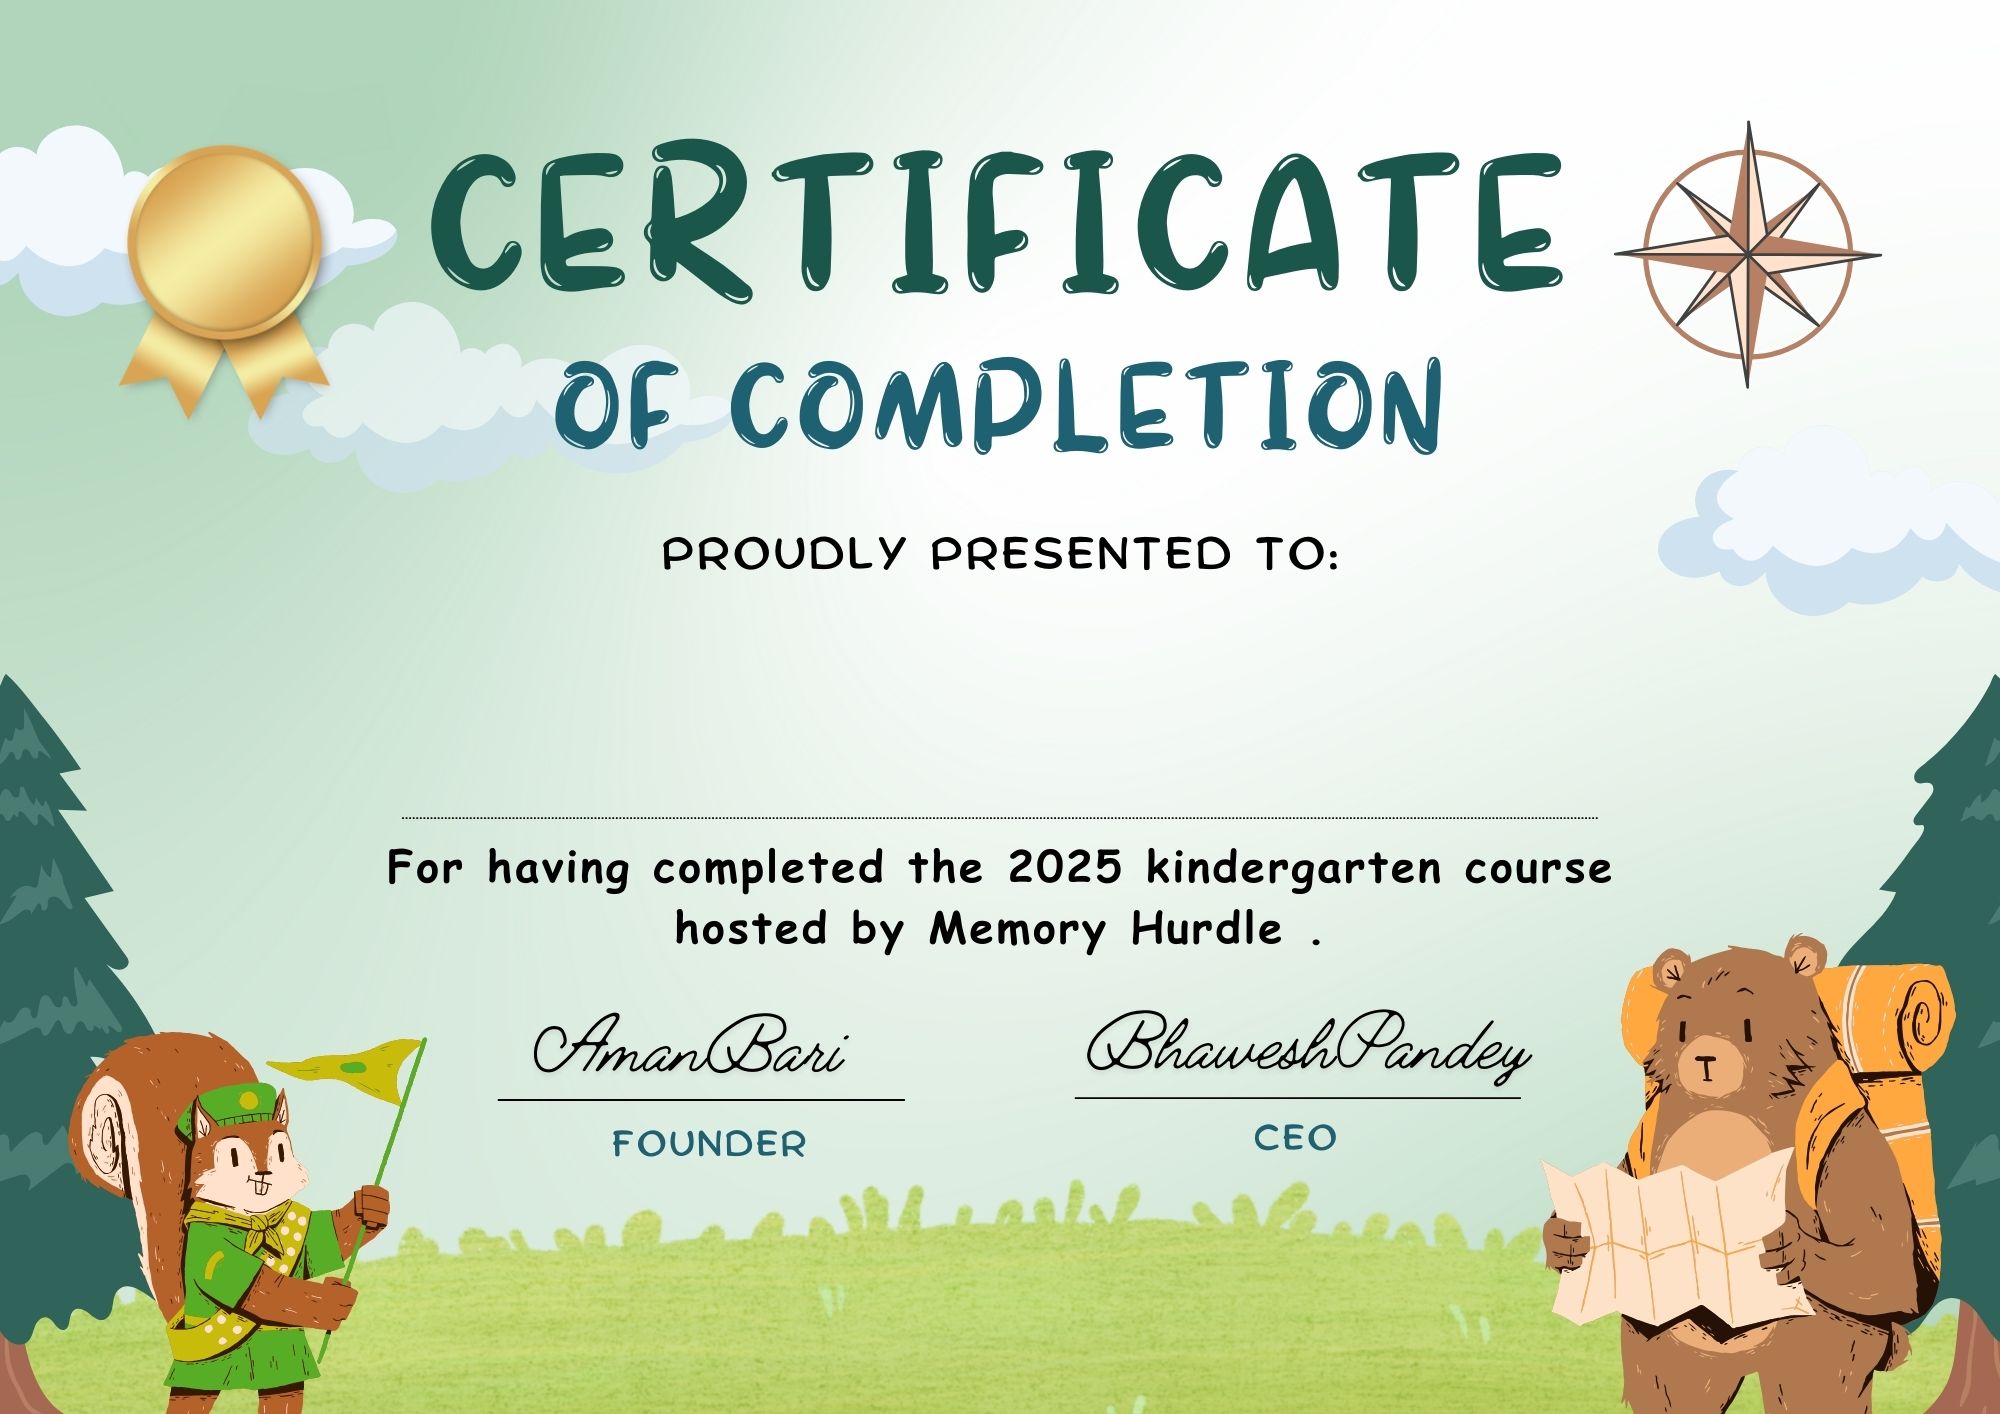 CERTIFICATE
OF COMPLETION
PROUDLY PRESENTED TO:
For having completed the 2025 kindergarten course
hosted by Memory Hurdle .
AmanBari
BhaweshPandey
FOUNDER
CEO